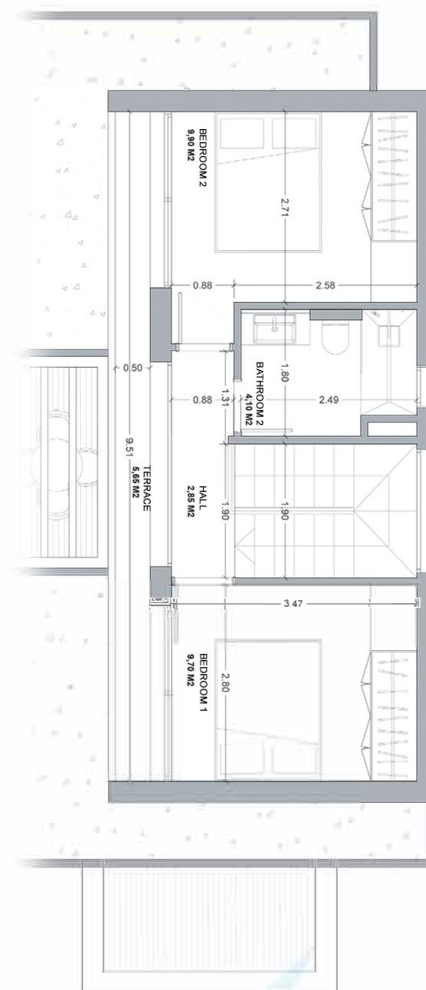 BEDROOM 2
9,90 M2
2.71
0.88
2.58
BATHROOM 2
4,10 M2
1.80
2.49
0.50
0.88
1.31
9.51
TERRACE
5,65 M2
HALL
2,85 M2
1.90
1.90
3.47
BEDROOM 1
9,70 M2
2.80